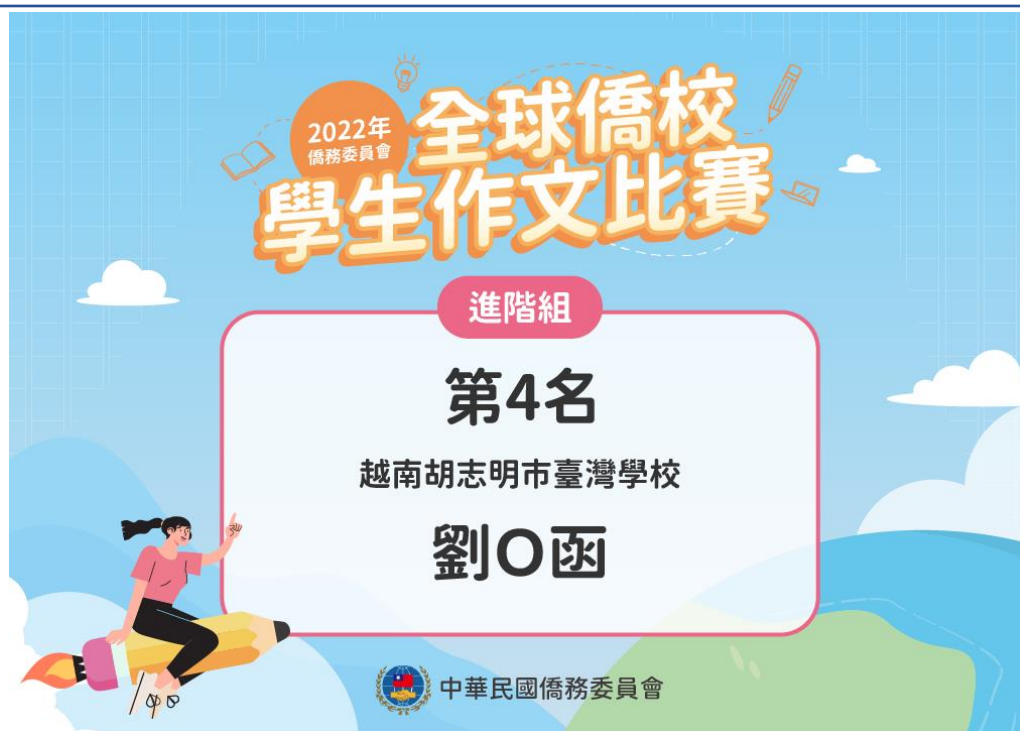 2022年
僑務委員會
全球僑校
學生作文比賽
進階組
第4名
越南胡志明市臺灣學校
劉O函
中華民國僑務委員會